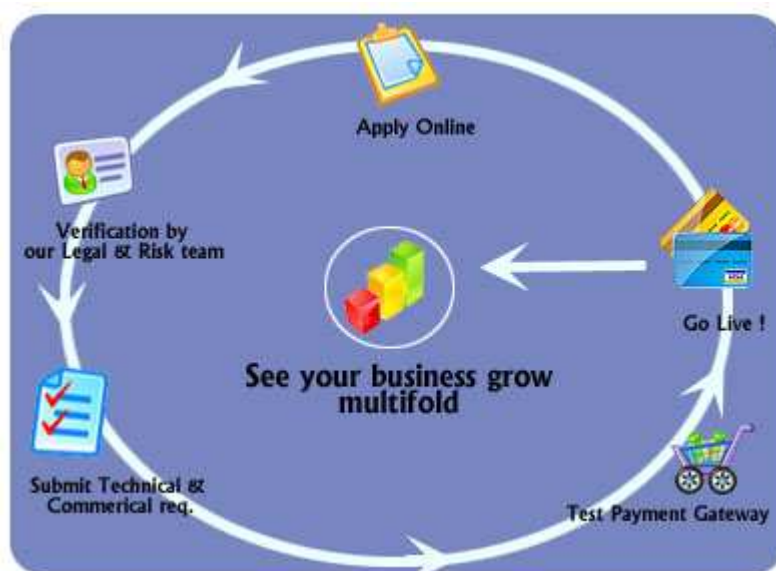 Apply Online
Verification by
our Legal & Risk team
Go Live !
See your business grow
multifold
Submit Technical &
Commerical req.
Test Payment Gateway